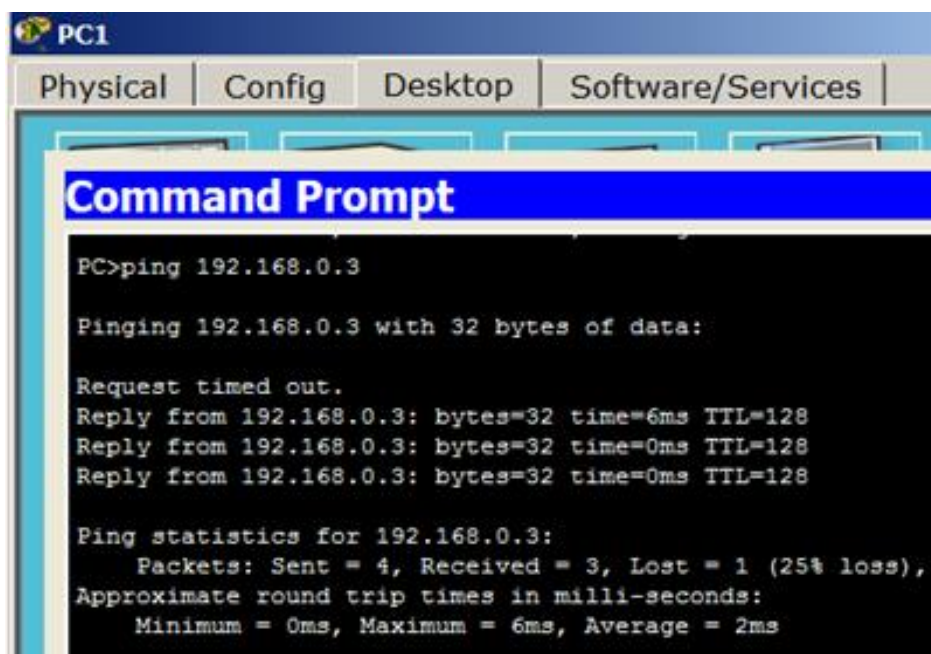 PC1
Physical Config Desktop Software/Services
Command Prompt
PC>ping 192.168.0.3
Pinging 192.168.0.3 with 32 bytes of data:
Request timed out.
Reply from 192.168.0.3: bytes=32 time=6ms TTL=128
Reply from 192.168.0.3: bytes=32 time=0ms TTL=128
Reply from 192.168.0.3: bytes=32 time=0ms TTL=128
Ping statistics for 192.168.0.3:
Packets: Sent = 4, Received = 3, Lost = 1 (25% loss),
Approximate round trip times in milli-seconds:
Minimum = 0ms, Maximum = 6ms, Average = 2ms